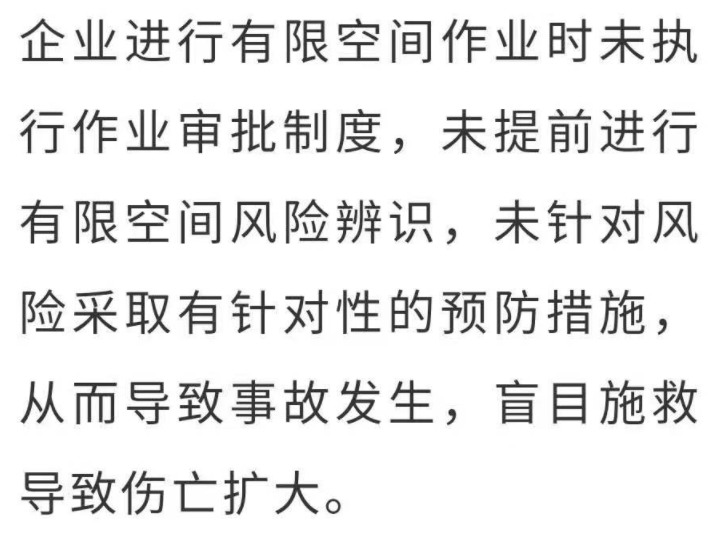 企业进行有限空间作业时未执
行作业审批制度，未提前进行
有限空间风险辨识，未针对风
险采取有针对性的预防措施，
从而导致事故发生，盲目施救
导致伤亡扩大。